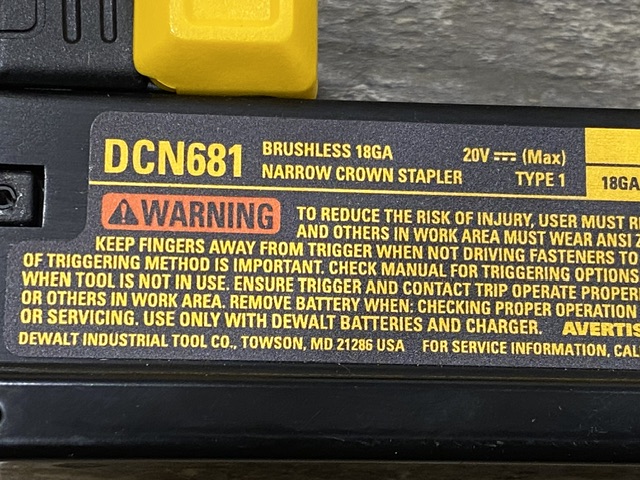 DCN681 BRUSHLESS 18GA 20V ⎓ (Max)
NARROW CROWN STAPLER TYPE 1
18GA
⚠WARNING TO REDUCE THE RISK OF INJURY, USER MUST
AND OTHERS IN WORK AREA MUST WEAR ANSI
KEEP FINGERS AWAY FROM TRIGGER WHEN NOT DRIVING FASTENERS TO
OF TRIGGERING METHOD IS IMPORTANT. CHECK MANUAL FOR TRIGGERING OPTIONS.
WHEN TOOL IS NOT IN USE. ENSURE TRIGGER AND CONTACT TRIP OPERATE PROPER
OR OTHERS IN WORK AREA. REMOVE BATTERY WHEN: CHECKING PROPER OPERATION
OR SERVICING. USE ONLY WITH DEWALT BATTERIES AND CHARGER. AVERTIS
DEWALT INDUSTRIAL TOOL CO., TOWSON, MD 21286 USA FOR SERVICE INFORMATION, CAL